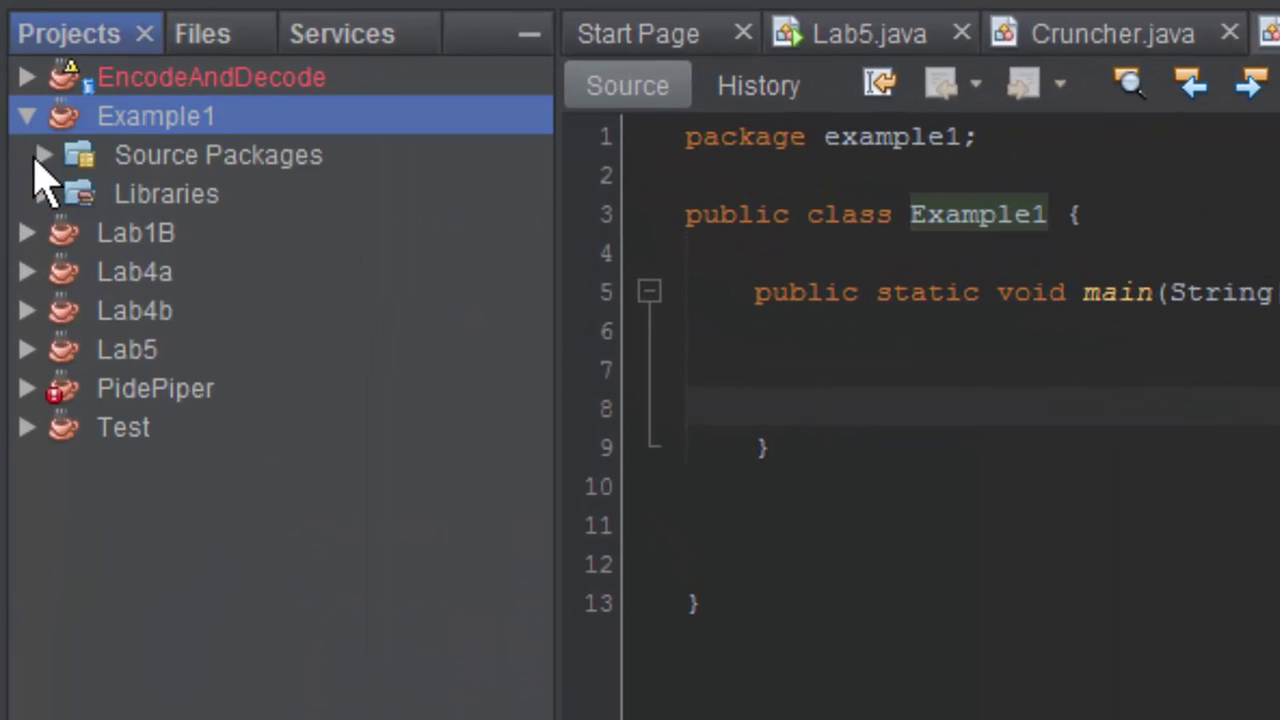 Projects Files Services
EncodeAndDecode
Example1
Source Packages
Libraries
Lab1B
Lab4a
Lab4b
Lab5
PidePiper
Test
Start Page Lab5.java Cruncher.java
Source History
1 package example1;
2
3 public class Example1 {
4
5 public static void main(String
6
7
8
9 }
10
11
12
13 }